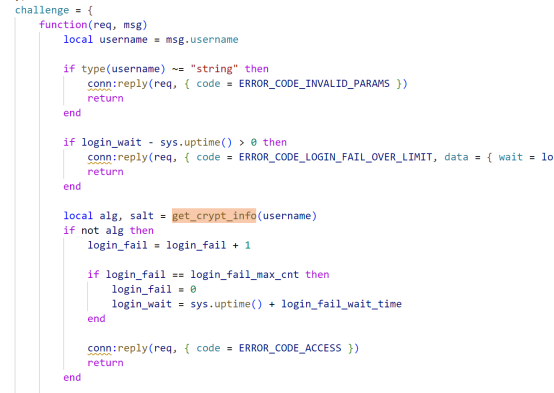 challenge = {
function(req, msg)
local username = msg.username
if type(username) ~= "string" then
conn:reply(req, { code = ERROR_CODE_INVALID_PARAMS })
return
end
if login_wait - sys.uptime() > 0 then
conn:reply(req, { code = ERROR_CODE_LOGIN_FAIL_OVER_LIMIT, data = { wait = lo
return
end
local alg, salt = get_crypt_info(username)
if not alg then
login_fail = login_fail + 1
if login_fail == login_fail_max_cnt then
login_fail = 0
login_wait = sys.uptime() + login_fail_wait_time
end
conn:reply(req, { code = ERROR_CODE_ACCESS })
return
end